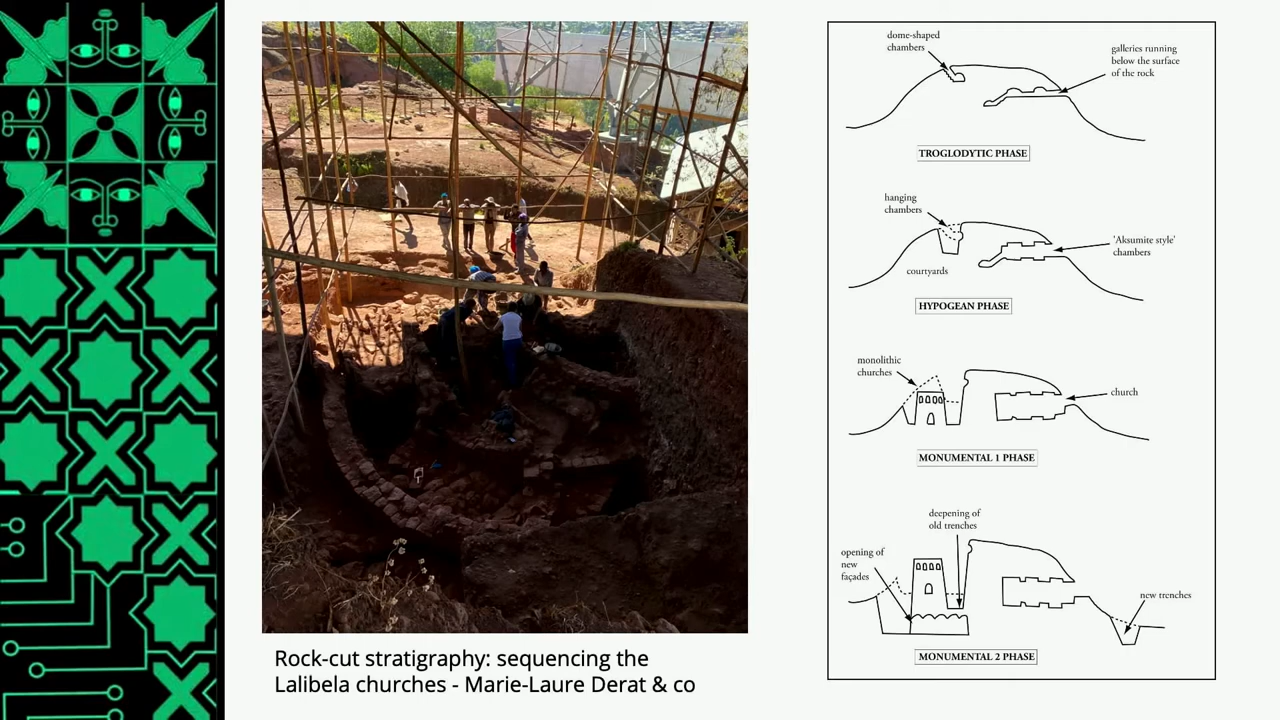 dome-shaped
chambers
galleries running
below the surface
of the rock
TROGLODYTIC PHASE
hanging
chambers
'Aksumite style'
chambers
courtyards
HYPOGEAN PHASE
monolithic
churches
church
MONUMENTAL 1 PHASE
deepening of
old trenches
opening of
new
façades
new trenches
MONUMENTAL 2 PHASE
Rock-cut stratigraphy: sequencing the
Lalibela churches - Marie-Laure Derat & co